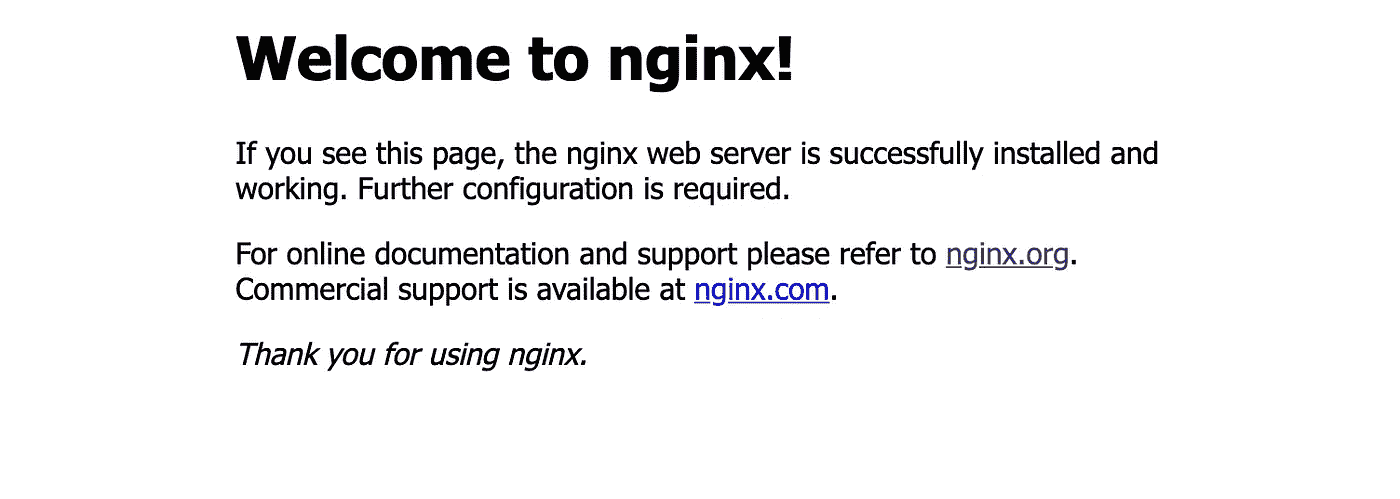 Welcome to nginx!
If you see this page, the nginx web server is successfully installed and
working. Further configuration is required.
For online documentation and support please refer to nginx.org.
Commercial support is available at nginx.com.
Thank you for using nginx.